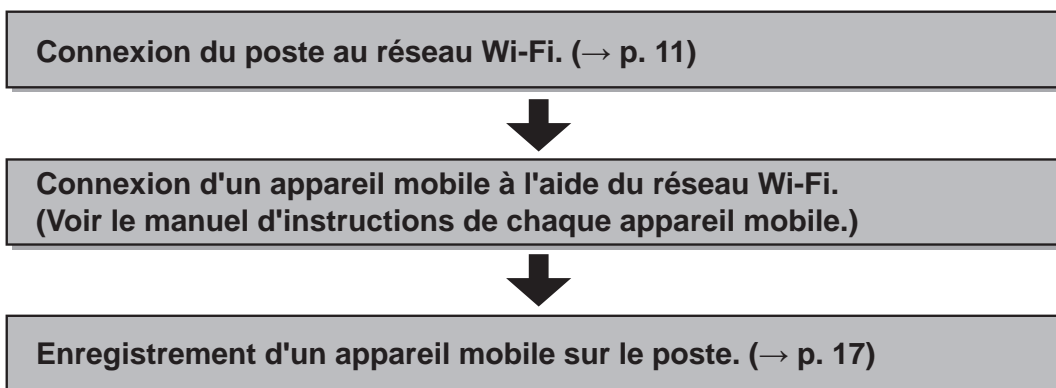 Connexion du poste au réseau Wi-Fi. (→ p. 11)
Connexion d'un appareil mobile à l'aide du réseau Wi-Fi.
(Voir le manuel d'instructions de chaque appareil mobile.)
Enregistrement d'un appareil mobile sur le poste. (→ p. 17)